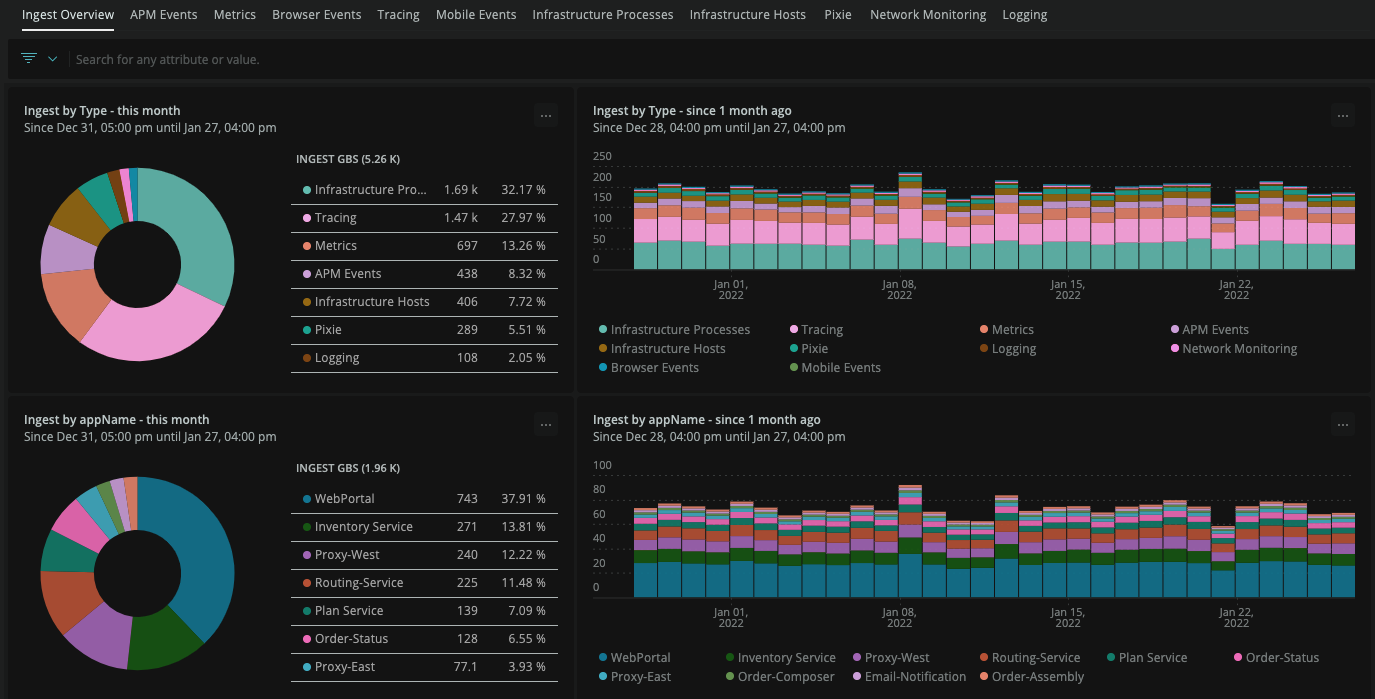 Ingest Overview APM Events Metrics Browser Events Tracing Mobile Events Infrastructure Processes Infrastructure Hosts Pixie Network Monitoring Logging
Search for any attribute or value.
Ingest by Type - this month
Since Dec 31, 05:00 pm until Jan 27, 04:00 pm
...
INGEST GBS (5.26 K)
Infrastructure Pro... 1.69 k 32.17 %
Tracing 1.47 k 27.97 %
Metrics 697 13.26 %
APM Events 438 8.32 %
Infrastructure Hosts 406 7.72 %
Pixie 289 5.51 %
Logging 108 2.05 %
Ingest by Type - since 1 month ago
Since Dec 28, 04:00 pm until Jan 27, 04:00 pm
...
250
200
150
100
50
0
Jan 01, Jan 08, Jan 15, Jan 22,
2022 2022 2022 2022
Infrastructure Processes Tracing Metrics APM Events
Infrastructure Hosts Pixie Logging Network Monitoring
Browser Events Mobile Events
Ingest by appName - this month
Since Dec 31, 05:00 pm until Jan 27, 04:00 pm
...
INGEST GBS (1.96 K)
WebPortal 743 37.91 %
Inventory Service 271 13.81 %
Proxy-West 240 12.22 %
Routing-Service 225 11.48 %
Plan Service 139 7.09 %
Order-Status 128 6.55 %
Proxy-East 77.1 3.93 %
Ingest by appName - since 1 month ago
Since Dec 28, 04:00 pm until Jan 27, 04:00 pm
...
100
80
60
40
20
0
Jan 01, Jan 08, Jan 15, Jan 22,
2022 2022 2022 2022
WebPortal Inventory Service Proxy-West Routing-Service Plan Service Order-Status
Proxy-East Order-Composer Email-Notification Order-Assembly